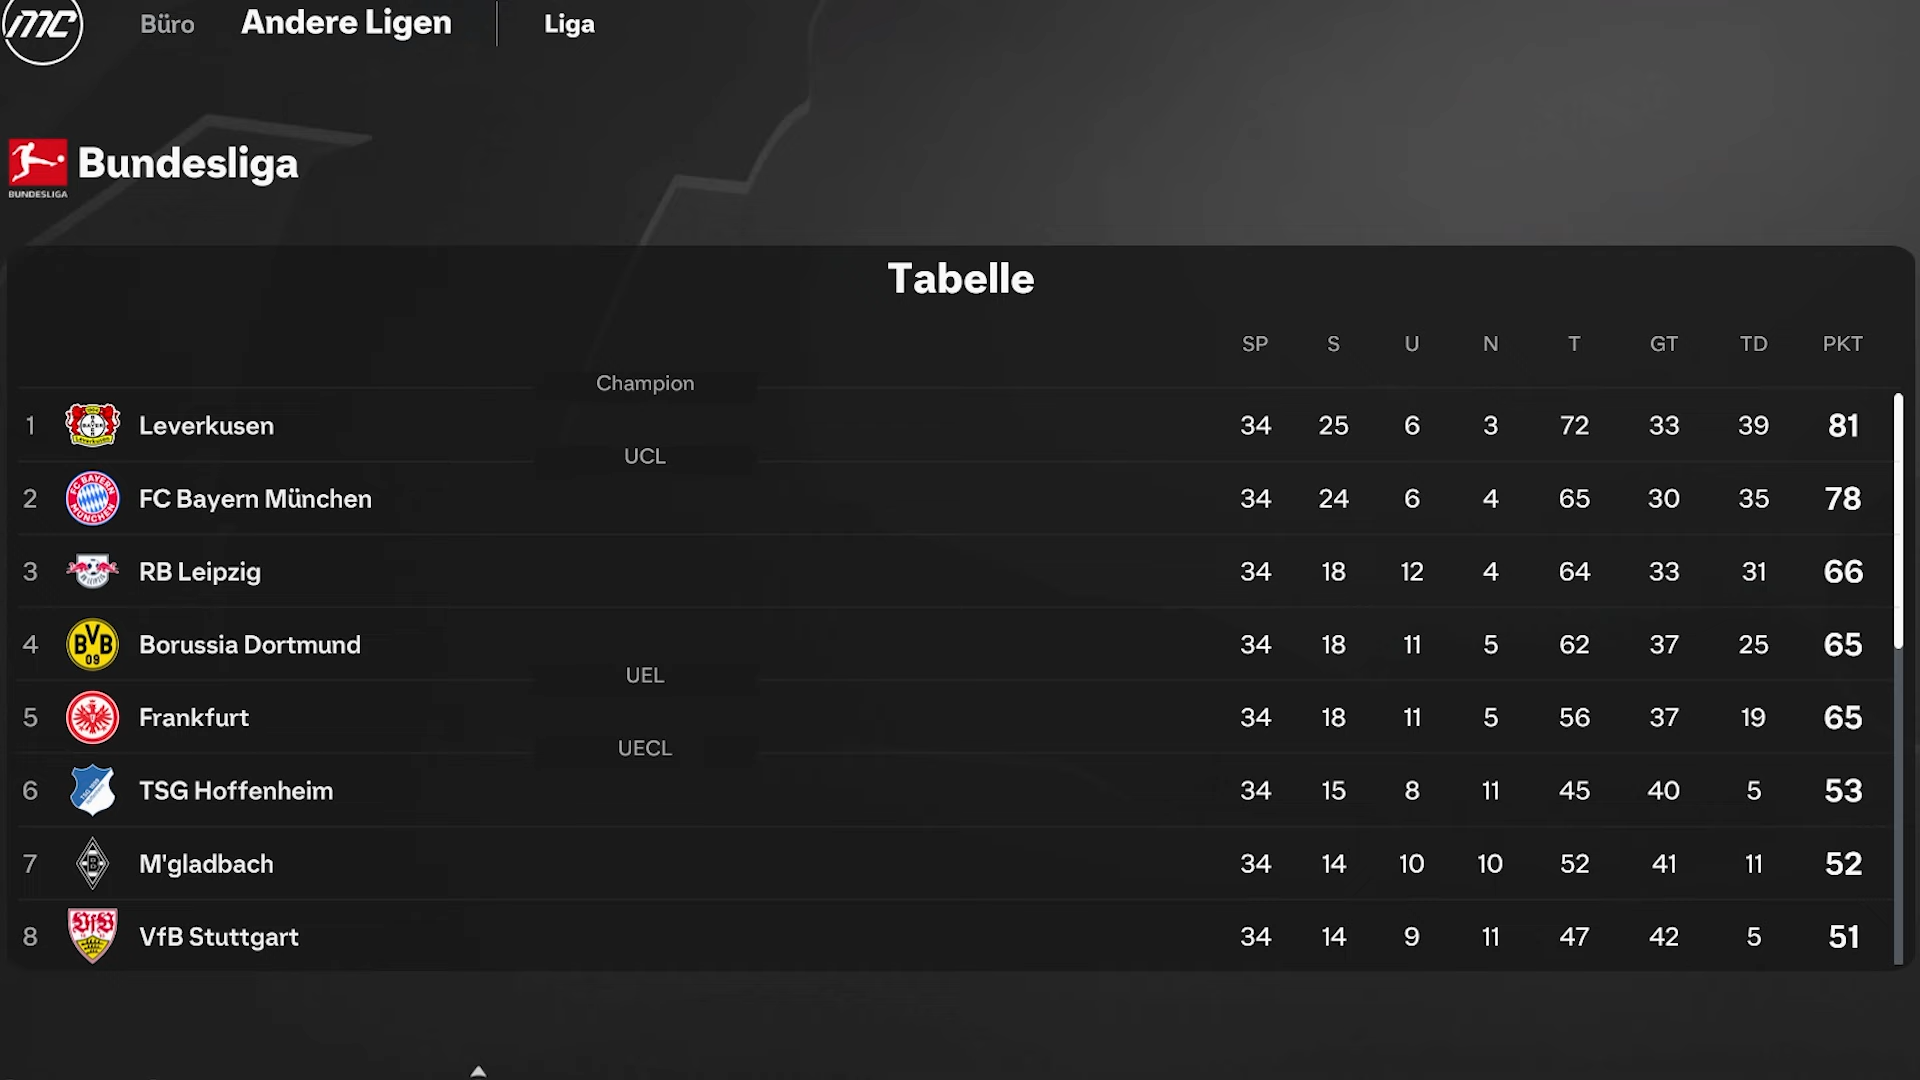 MC Büro Andere Ligen Liga
BUNDESLIGA Bundesliga
Tabelle
SP S U N T GT TD PKT
Champion
1 Leverkusen 34 25 6 3 72 33 39 81
UCL
2 FC Bayern München 34 24 6 4 65 30 35 78
3 RB Leipzig 34 18 12 4 64 33 31 66
4 BVB 09 Borussia Dortmund 34 18 11 5 62 37 25 65
UEL
5 Frankfurt 34 18 11 5 56 37 19 65
UECL
6 TSG Hoffenheim 34 15 8 11 45 40 5 53
7 M'gladbach 34 14 10 10 52 41 11 52
8 VfB Stuttgart 34 14 9 11 47 42 5 51